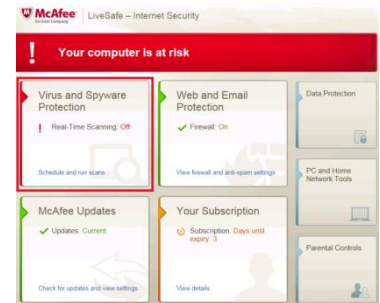 McAfee
An Intel Company
LiveSafe – Internet Security
! Your computer is at risk
Virus and Spyware
Protection
! Real-Time Scanning: Off
Schedule and run scans
Web and Email
Protection
✓ Firewall: On
View firewall and anti-spam settings
Data Protection
PC and Home
Network Tools
McAfee Updates
✓ Updates: Current
Check for updates and view settings
Your Subscription
Subscription: Days until
expiry: 3
View details
Parental Controls